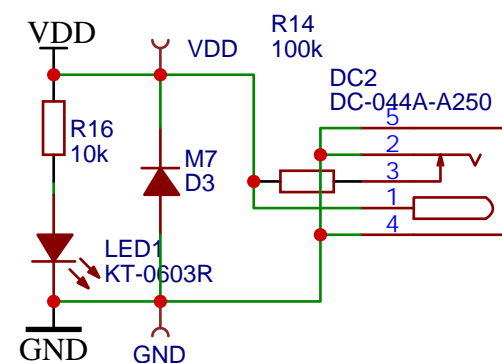 VDD
VDD
R14
100k
DC2
DC-044A-A250
5
R16
10k
2
M7
D3
3
1
LED1
KT-0603R
4
GND
GND